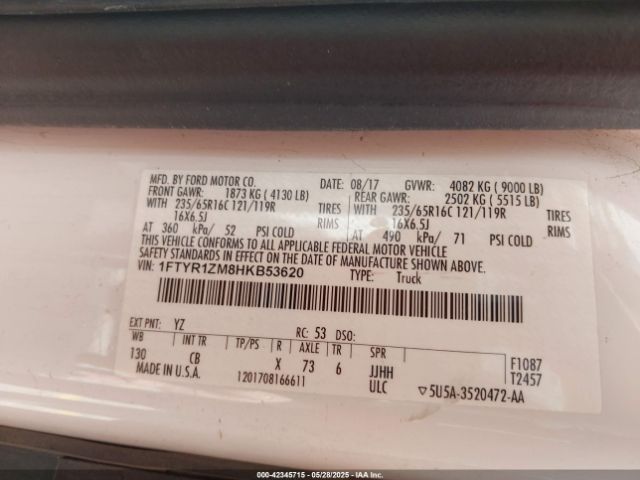 MFD. BY FORD MOTOR CO.
DATE: 08/17 GVWR: 4082 KG ( 9000 LB)
FRONT GAWR: 1873 KG ( 4130 LB) REAR GAWR: 2502 KG ( 5515 LB)
WITH 235/65R16C 121/119R TIRES WITH 235/65R16C 121/119R TIRES
16X6.5J RIMS 16X6.5J RIMS
AT 360 kPa/ 52 PSI COLD AT 490 kPa/ 71 PSI COLD
THIS VEHICLE CONFORMS TO ALL APPLICABLE FEDERAL MOTOR VEHICLE
SAFETY STANDARDS IN EFFECT ON THE DATE OF MANUFACTURE SHOWN ABOVE.
VIN: 1FTYR1ZM8HKB53620 TYPE: Truck
EXT PNT: YZ RC: 53 DSO:
WB INT TR TP/PS R AXLE TR SPR
130 CB X 73 6 JJHH F1087
MADE IN U.S.A. 1201708166611 ULC T2457
5U5A-3520472-AA
000-42345715 - 05/28/2025 - IAAI